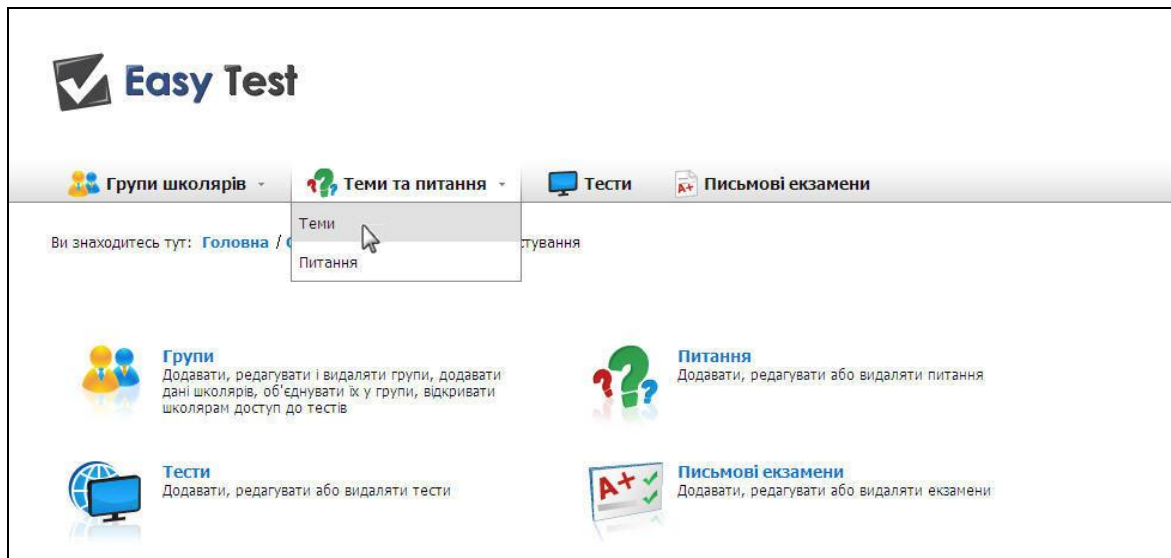 Easy Test
Групи школярів Теми та питання Тести A+ Письмові екзамени
Теми
Ви знаходитесь тут: Головна / тування
Питання
Групи
Додавати, редагувати і видаляти групи, додавати
дані школярів, об'єднувати їх у групи, відкривати
школярам доступ до тестів
Питання
Додавати, редагувати або видаляти питання
Тести
Додавати, редагувати або видаляти тести
A+
Письмові екзамени
Додавати, редагувати або видаляти екзамени